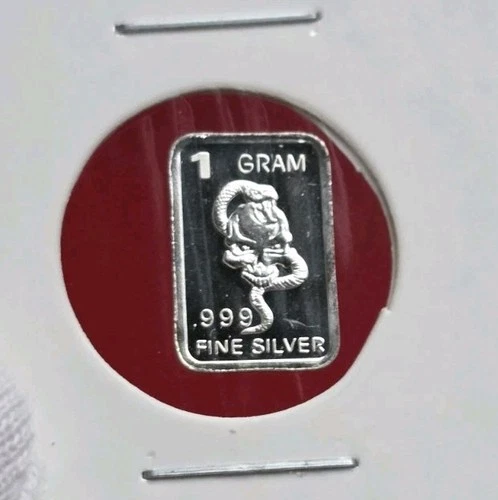 1 GRAM
.999
FINE SILVER